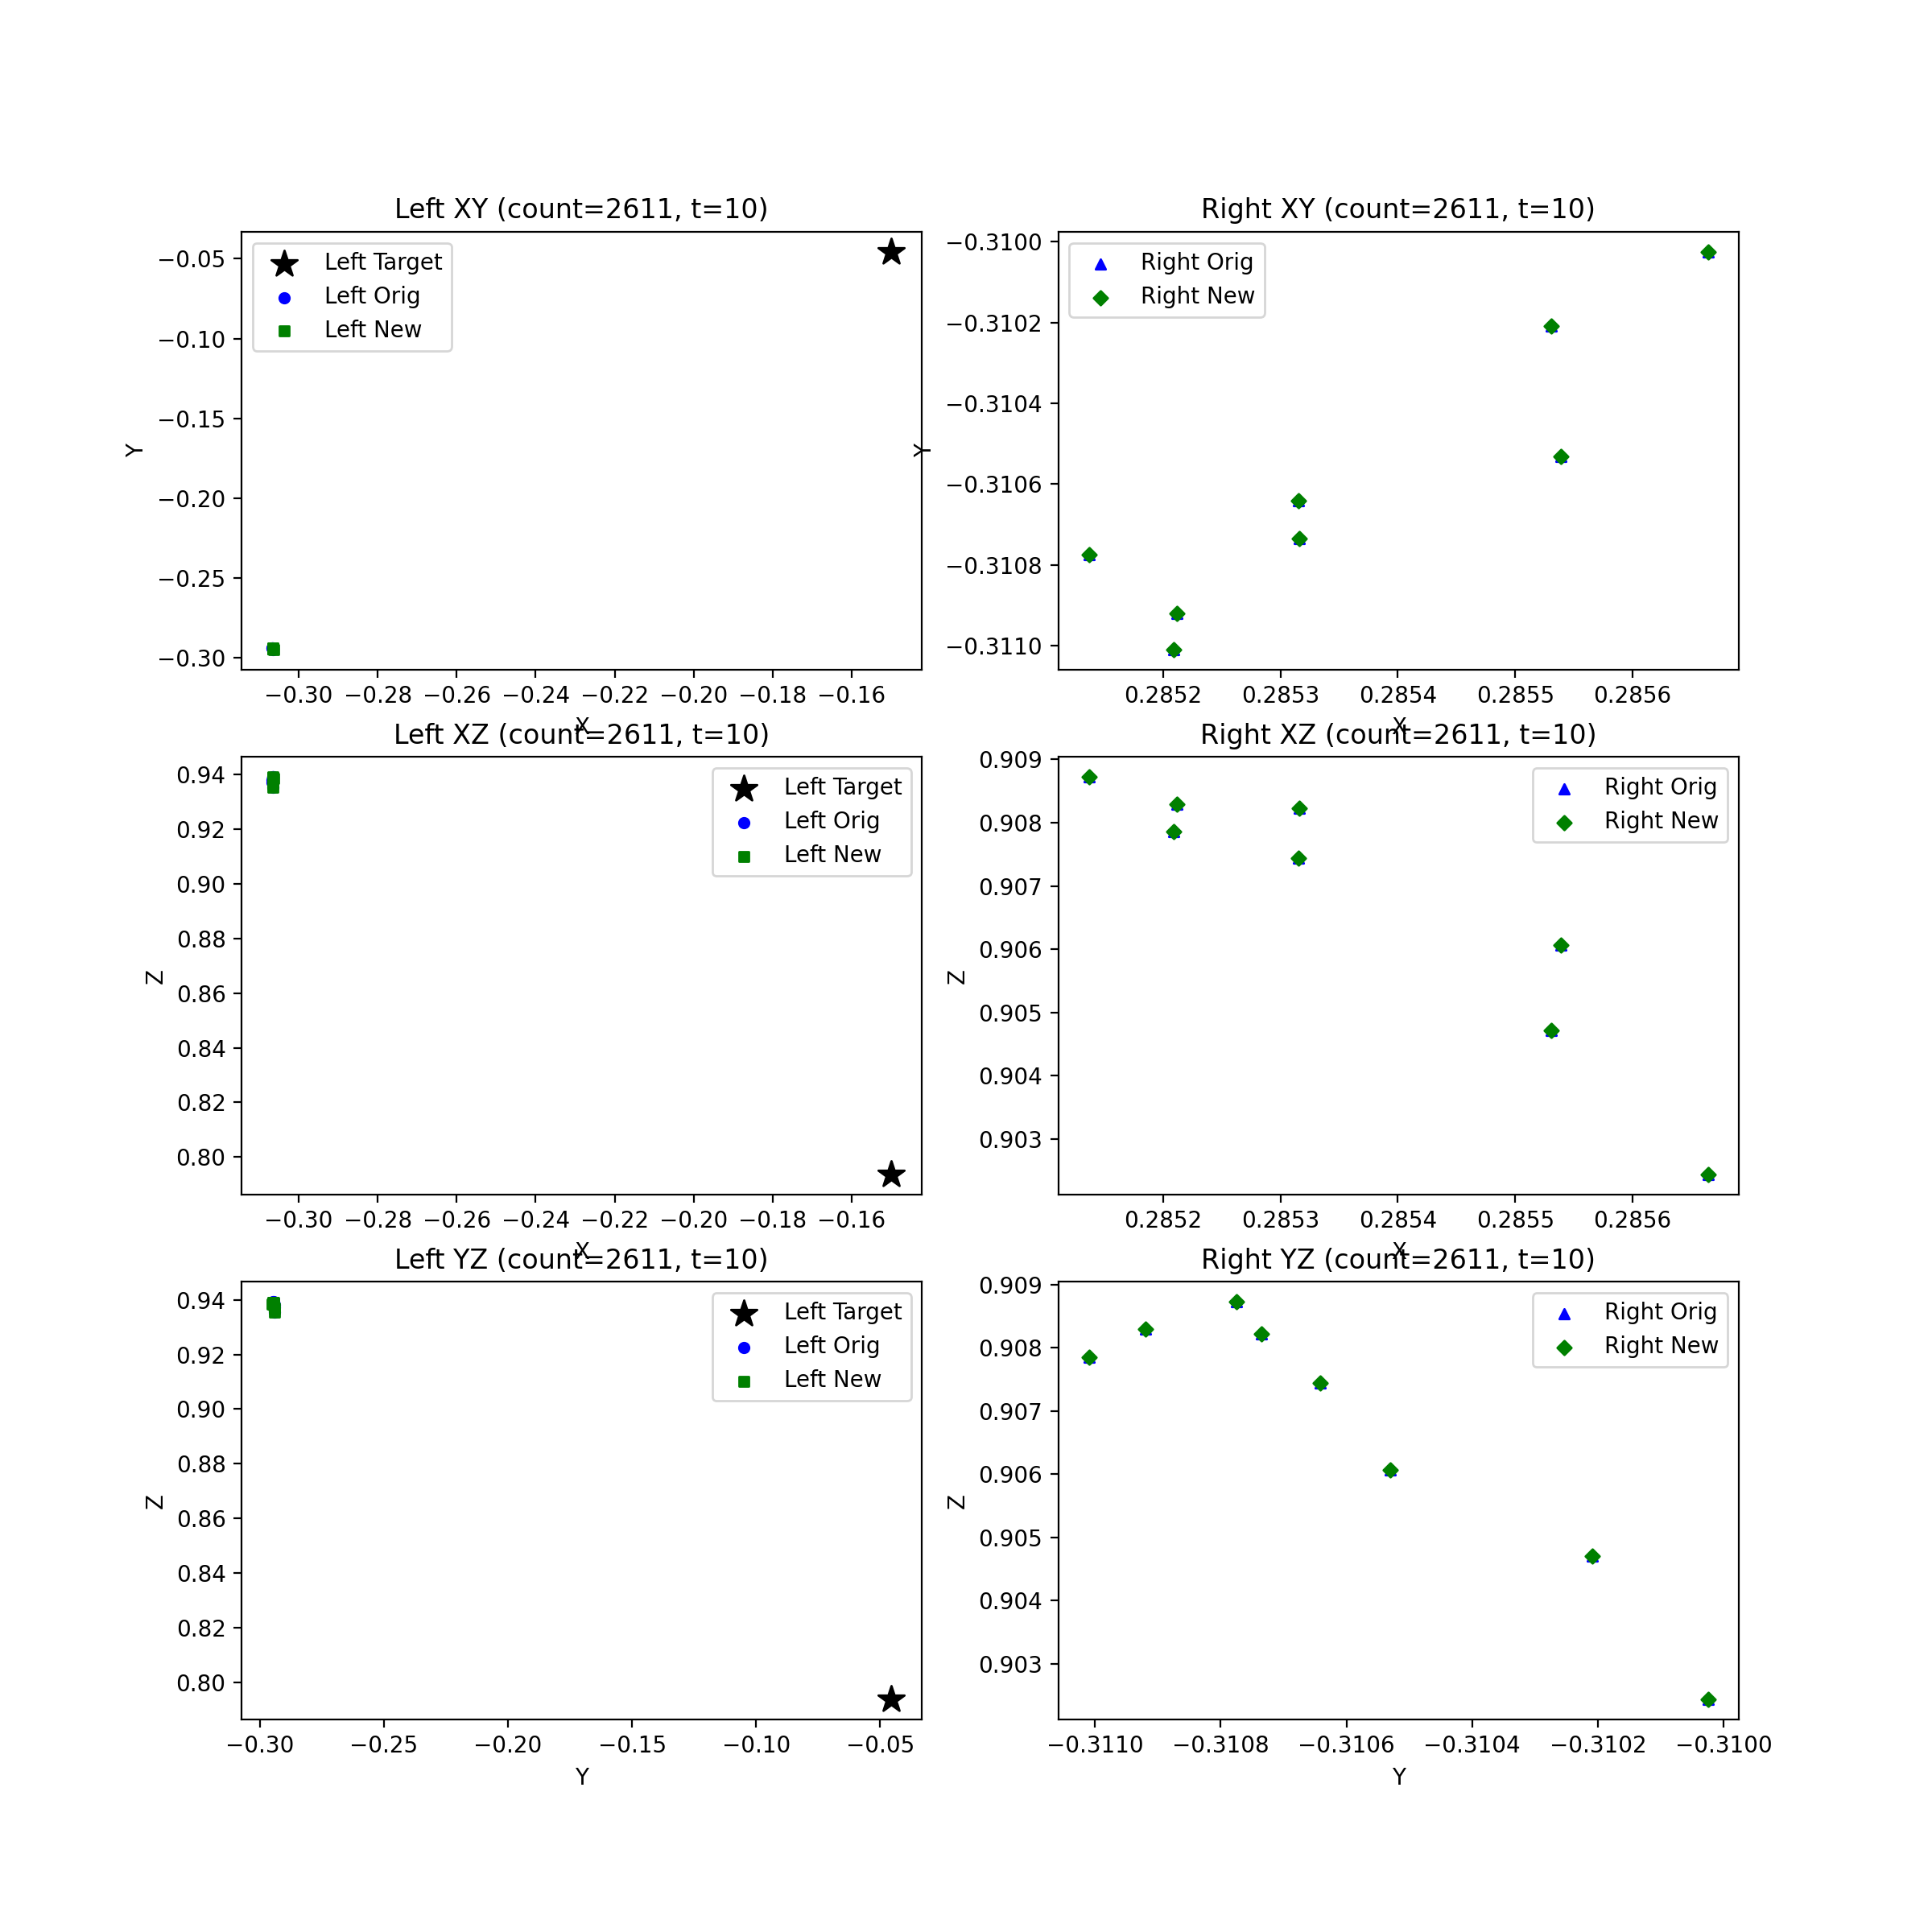 Left XY (count=2611, t=10)
Left Target
Left Orig
Left New
−0.05
−0.10
−0.15
−0.20
−0.25
−0.30
Y
−0.30 −0.28 −0.26 −0.24 −0.22 −0.20 −0.18 −0.16
X
Right XY (count=2611, t=10)
Right Orig
Right New
−0.3100
−0.3102
−0.3104
−0.3106
−0.3108
−0.3110
Y
0.2852 0.2853 0.2854 0.2855 0.2856
X
Left XZ (count=2611, t=10)
Left Target
Left Orig
Left New
0.94
0.92
0.90
0.88
0.86
0.84
0.82
0.80
Z
−0.30 −0.28 −0.26 −0.24 −0.22 −0.20 −0.18 −0.16
X
Right XZ (count=2611, t=10)
Right Orig
Right New
0.909
0.908
0.907
0.906
0.905
0.904
0.903
Z
0.2852 0.2853 0.2854 0.2855 0.2856
X
Left YZ (count=2611, t=10)
Left Target
Left Orig
Left New
0.94
0.92
0.90
0.88
0.86
0.84
0.82
0.80
Z
−0.30 −0.25 −0.20 −0.15 −0.10 −0.05
Y
Right YZ (count=2611, t=10)
Right Orig
Right New
0.909
0.908
0.907
0.906
0.905
0.904
0.903
Z
−0.3110 −0.3108 −0.3106 −0.3104 −0.3102 −0.3100
Y